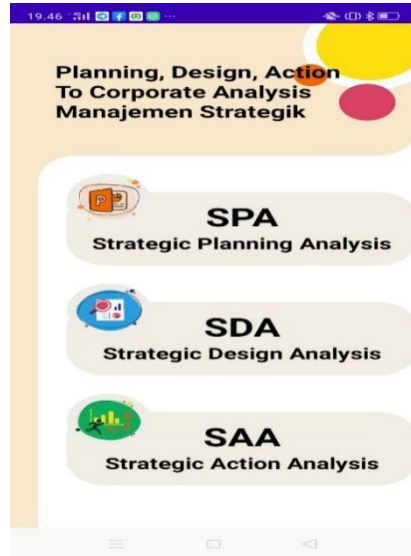 19.46
Planning, Design, Action
To Corporate Analysis
Manajemen Strategik
P
SPA
Strategic Planning Analysis
SDA
Strategic Design Analysis
SAA
Strategic Action Analysis